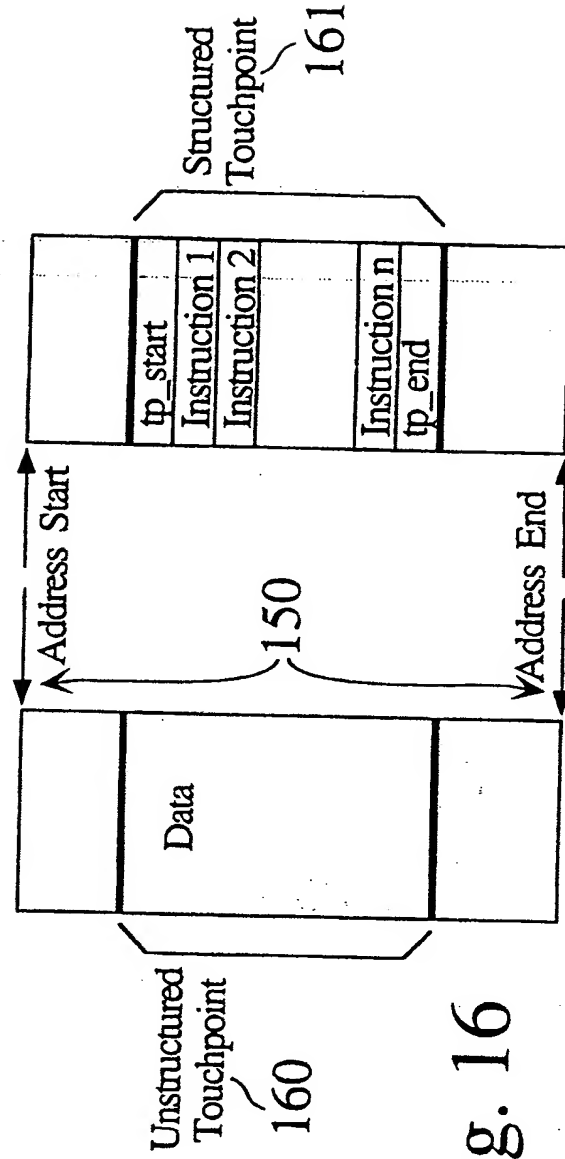 Unstructured
Touchpoint
160
Data
150
Address Start
Address End
tp_start
Instruction 1
Instruction 2
Instruction n
tp_end
Structured
Touchpoint
161
g. 16